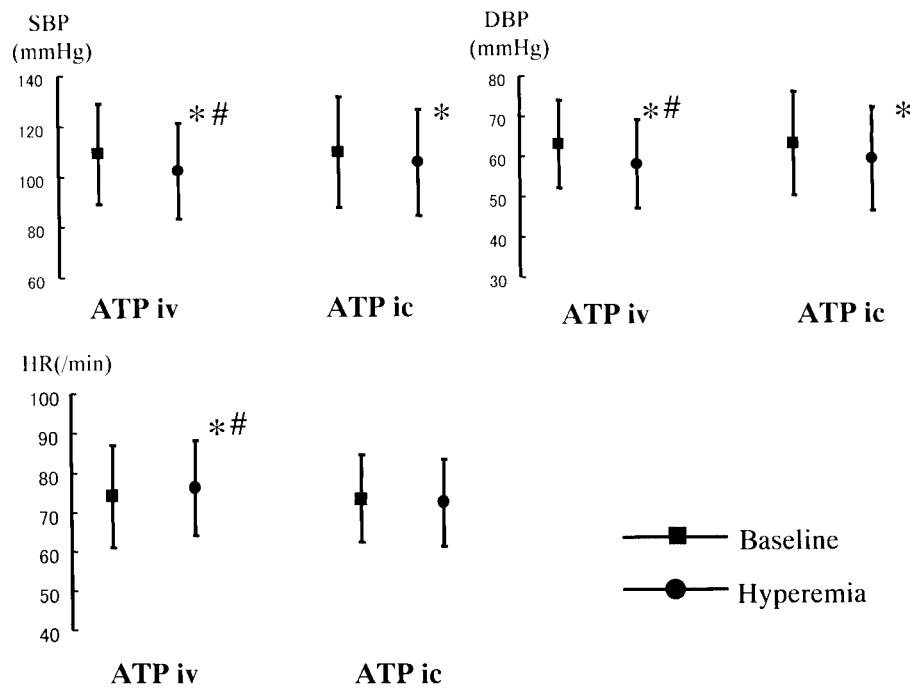 SBP
(mmHg)
140
120
100
80
60
*#
*
ATP iv
ATP ic
DBP
(mmHg)
80
70
60
50
40
30
*#
*
ATP iv
ATP ic
HR(/min)
100
90
80
70
60
50
40
*#
ATP iv
ATP ic
Baseline
Hyperemia